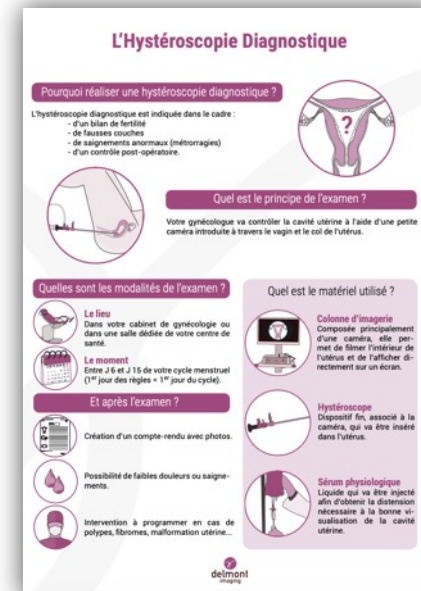 L'Hystéroscopie Diagnostique
Pourquoi réaliser une hystéroscopie diagnostique ?
L'hystéroscopie diagnostique est indiquée dans le cadre :
- d'un bilan de fertilité
- de fausses couches
- de saignements anormaux (métrorragies)
- d'un contrôle post-opératoire.
?
Quel est le principe de l'examen ?
Votre gynécologue va contrôler la cavité utérine à l'aide d'une petite
caméra introduite à travers le vagin et le col de l'utérus.
Quelles sont les modalités de l'examen ?
Le lieu
Dans votre cabinet de gynécologie ou
dans une salle dédiée de votre centre de
santé.
Le moment
Entre J 6 et J 15 de votre cycle menstruel
(1er jour des règles = 1er jour du cycle).
Et après l'examen ?
Création d'un compte-rendu avec photos.
Possibilité de faibles douleurs ou saigne-
ments.
Intervention à programmer en cas de
polypes, fibromes, malformation utérine...
Quel est le matériel utilisé ?
Colonne d'imagerie
Composée principalement
d'une caméra, elle per-
met de filmer l'intérieur de
l'utérus et de l'afficher di-
rectement sur un écran.
Hystéroscope
Dispositif fin, associé à la
caméra, qui va être inséré
dans l'utérus.
Sérum physiologique
Liquide qui va être injecté
afin d'obtenir la distension
nécessaire à la bonne vi-
sualisation de la cavité
utérine.
delmont
imaging